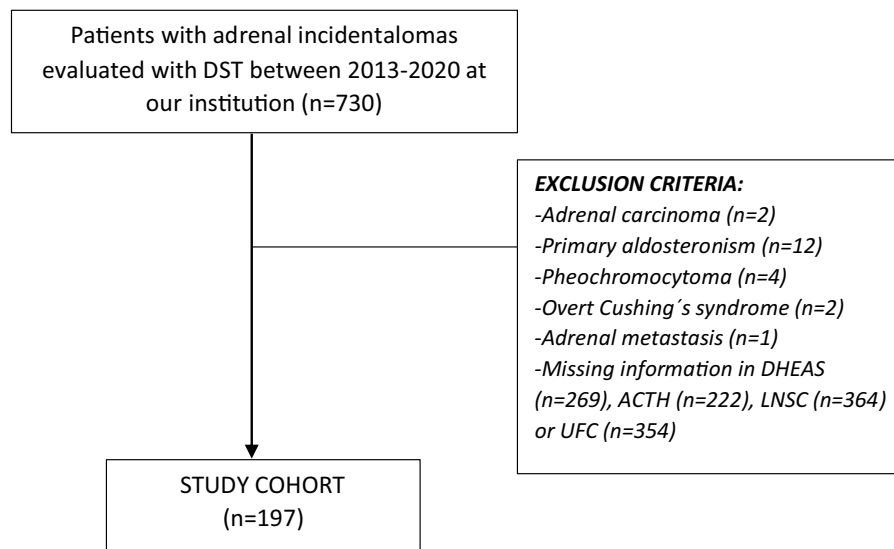 Patients with adrenal incidentalomas
evaluated with DST between 2013-2020 at
our institution (n=730)
EXCLUSION CRITERIA:
-Adrenal carcinoma (n=2)
-Primary aldosteronism (n=12)
-Pheochromocytoma (n=4)
-Overt Cushing´s syndrome (n=2)
-Adrenal metastasis (n=1)
-Missing information in DHEAS
(n=269), ACTH (n=222), LNSC (n=364)
or UFC (n=354)
STUDY COHORT
(n=197)